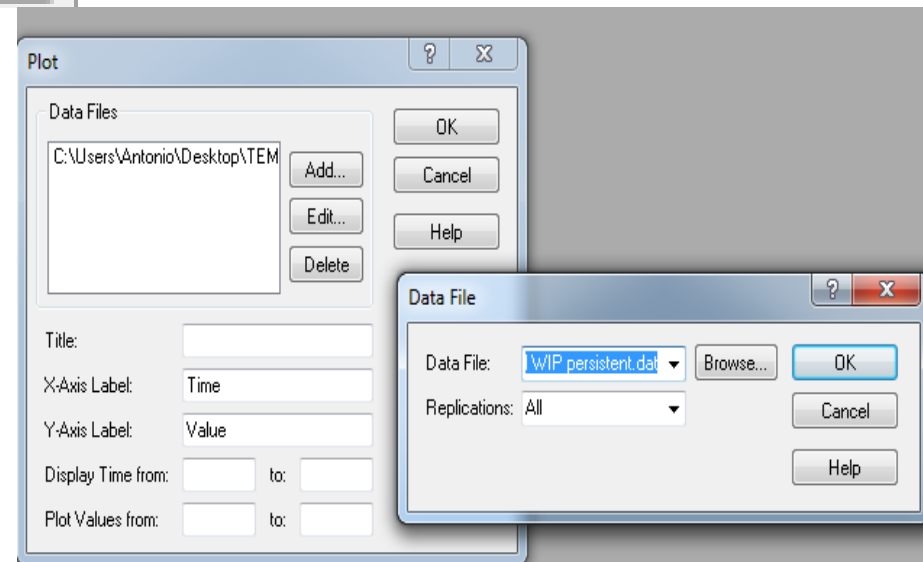 Plot
Data Files
C:\Users\Antonio\Desktop\TEM
Add...
Edit...
Delete
OK
Cancel
Help
Title:
X-Axis Label: Time
Y-Axis Label: Value
Display Time from: to:
Plot Values from: to:
Data File
Data File: WIP persistent.dat Browse... OK
Replications: All Cancel
Help